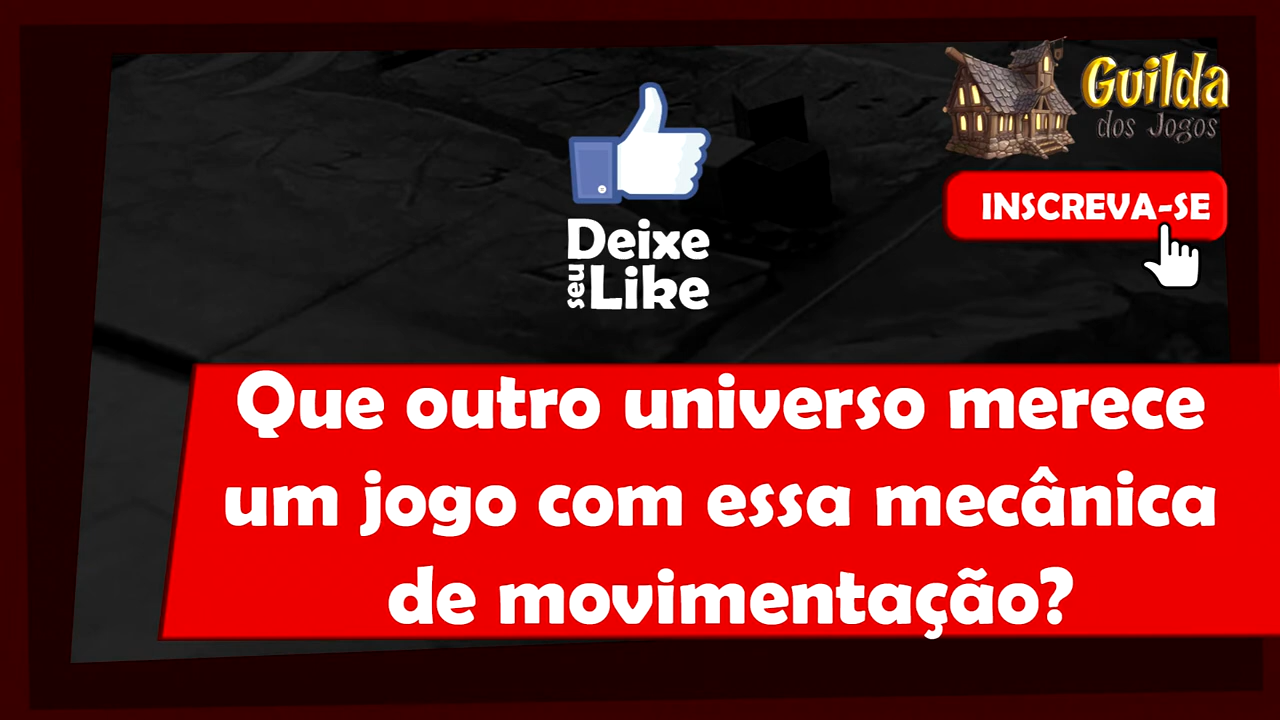 Guilda
dos Jogos
INSCREVA-SE
Deixe
seu Like
Que outro universo merece
um jogo com essa mecânica
de movimentação?